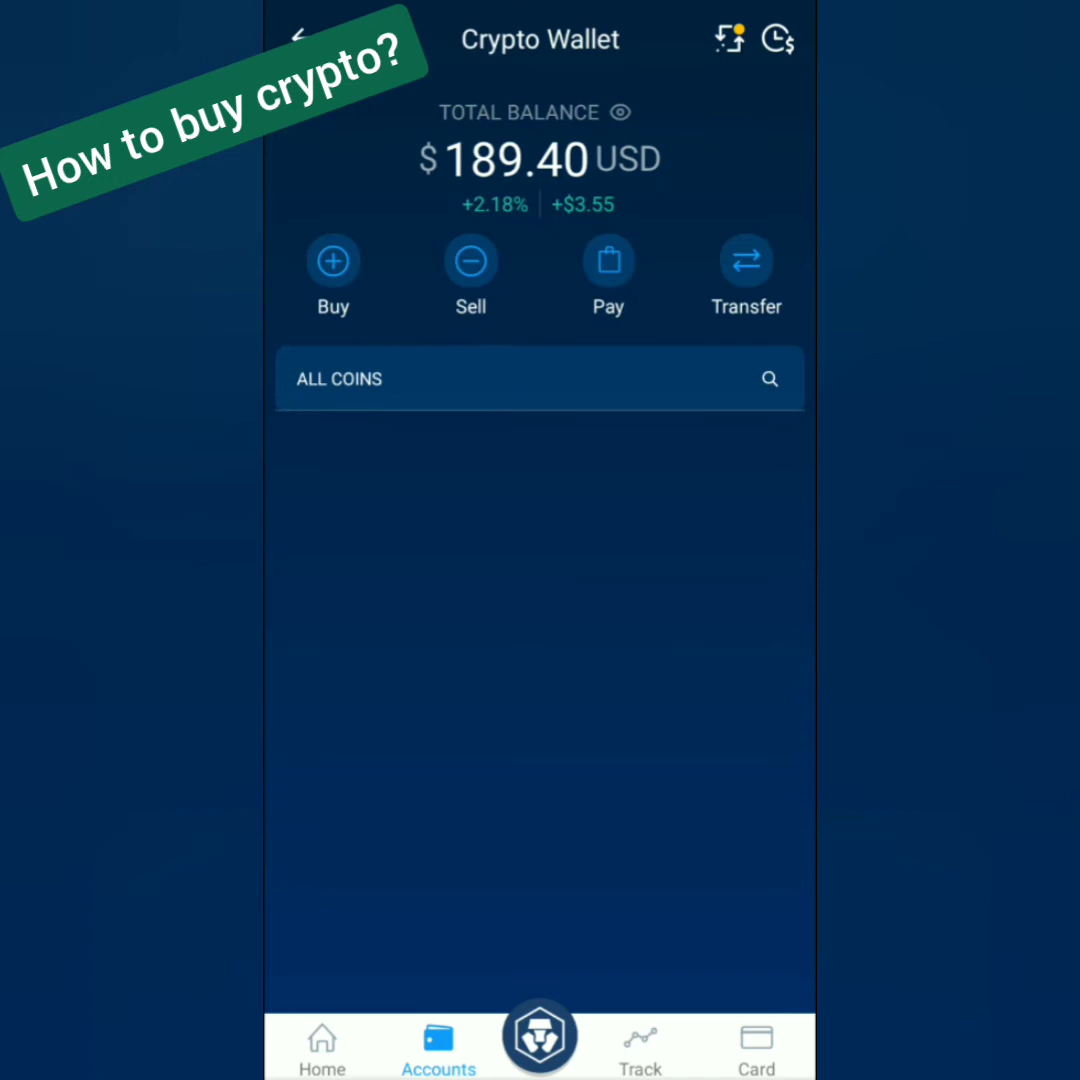 How to buy crypto?
Crypto Wallet
TOTAL BALANCE
$ 189.40 USD
+2.18% +$3.55
Buy Sell Pay Transfer
ALL COINS
Home Accounts Track Card